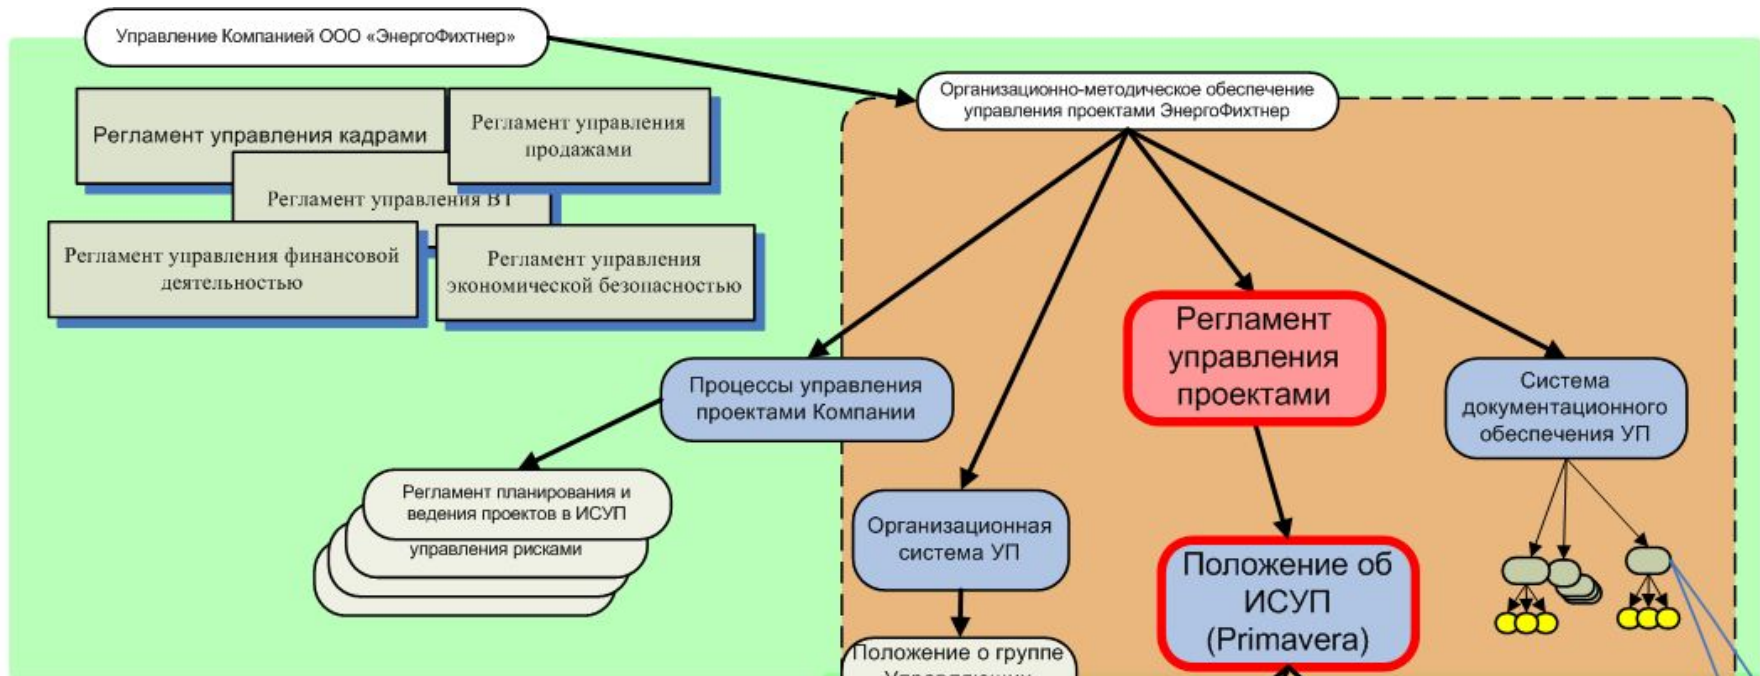 Управление Компанией ООО «ЭнергоФихтнер»
Организационно-методическое обеспечение
управления проектами ЭнергоФихтнер
Регламент управления кадрами
Регламент управления
продажами
Регламент управления ВТ
Регламент управления финансовой
деятельностью
Регламент управления
экономической безопасностью
Процессы управления
проектами Компании
Регламент
управления
проектами
Система
документационного
обеспечения УП
Регламент планирования и
ведения проектов в ИСУП
управления рисками
Организационная
система УП
Положение об
ИСУП
(Primavera)
Положение о группе
Управляющих